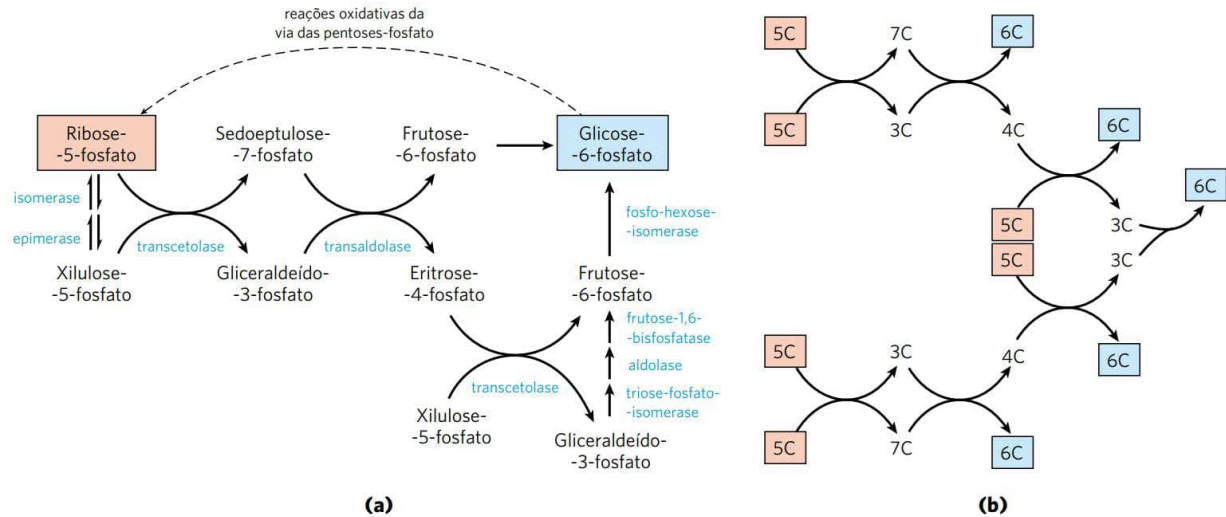 reações oxidativas da
via das pentoses-fosfato
Ribose-
-5-fosfato
Sedoeptulose-
-7-fosfato
Frutose-
-6-fosfato
Glicose-
-6-fosfato
isomerase
epimerase
transcetolase
transaldolase
fosfo-hexose-
-isomerase
Xilulose-
-5-fosfato
Gliceraldeído-
-3-fosfato
Eritrose-
-4-fosfato
Frutose-
-6-fosfato
frutose-1,6-
-bisfosfatase
aldolase
triose-fosfato-
-isomerase
transcetolase
Xilulose-
-5-fosfato
Gliceraldeído-
-3-fosfato
(a)
5C
7C
6C
5C
3C
4C
6C
6C
5C
3C
5C
3C
5C
3C
4C
6C
5C
7C
6C
(b)